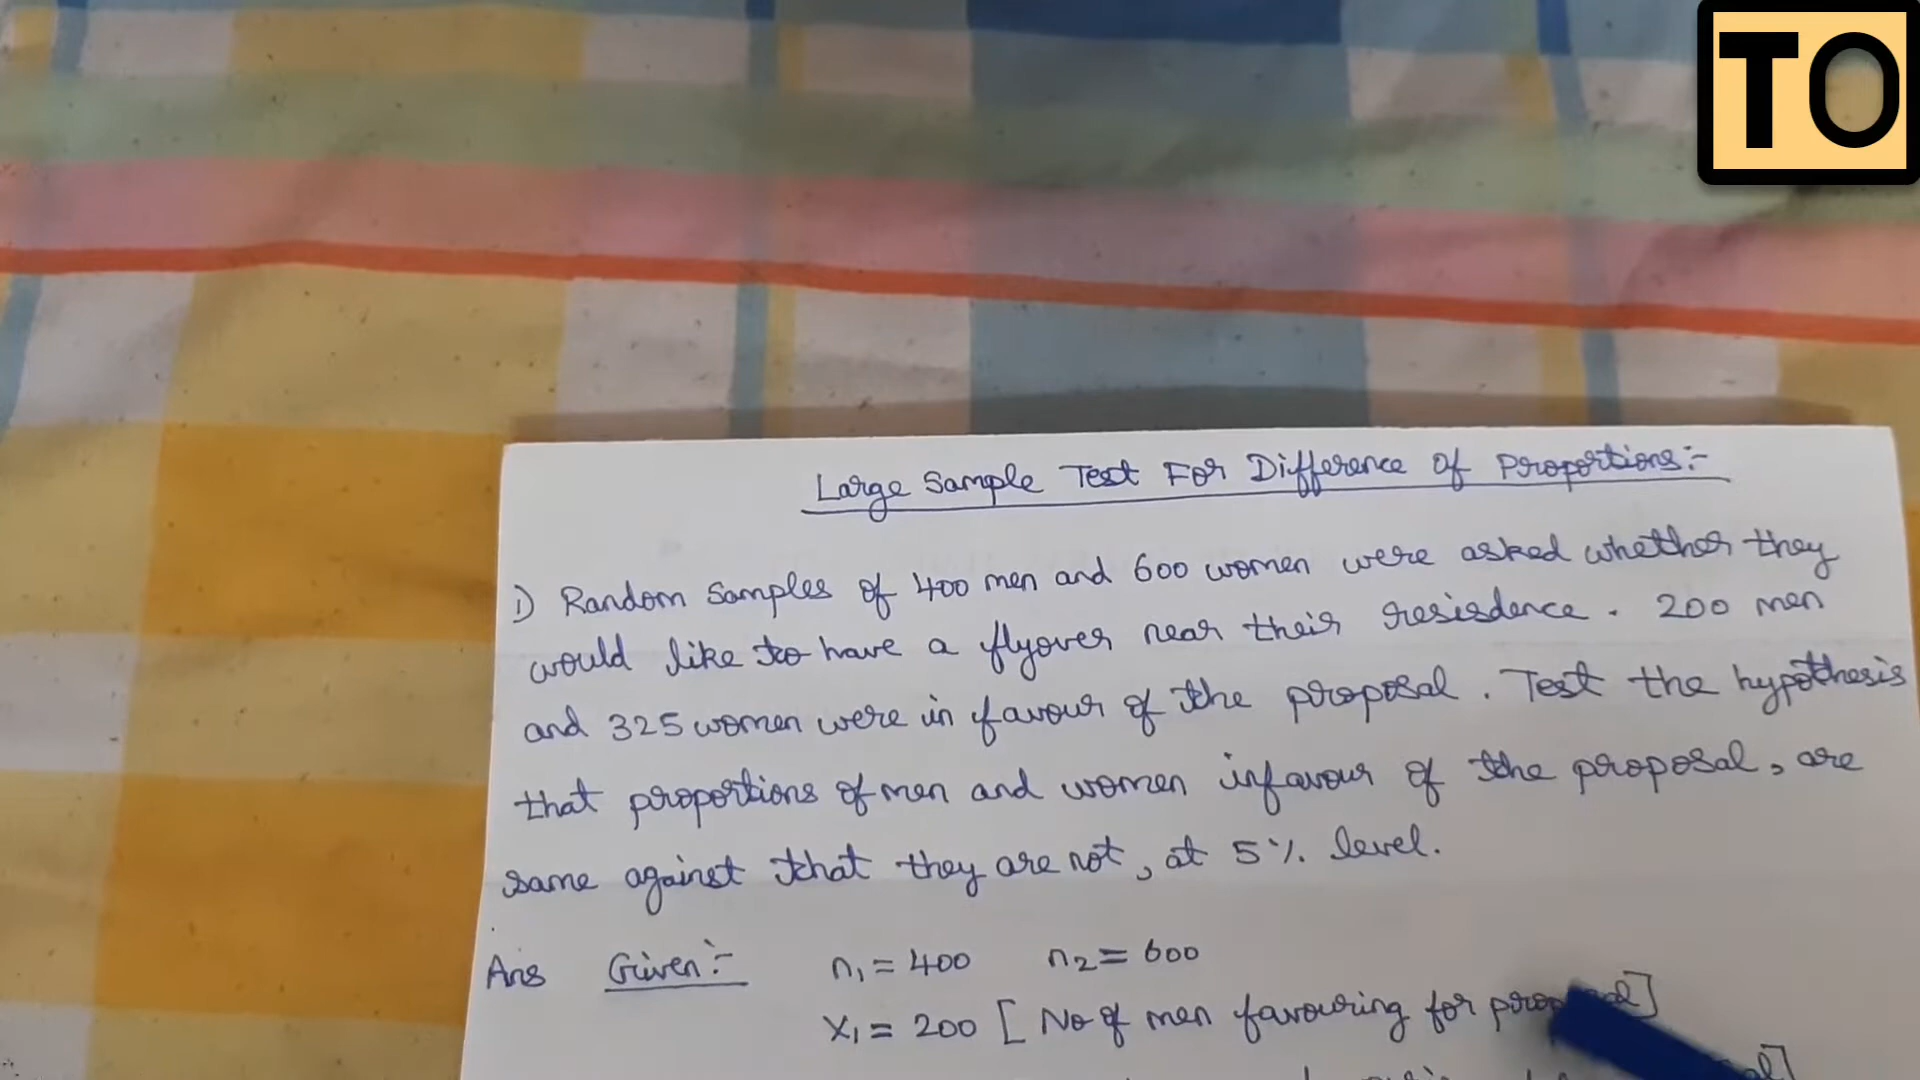 TO
Large Sample Test For Difference Of Proportions:-
1) Random Samples of 400 men and 600 women were asked whether they
would like to have a flyover near their resisdence. 200 men
and 325 women were in favour of the proposal. Test the hypothesis
that proportions of men and women infavour of the proposal, are
same against that they are not, at 5% level.
Ans Given:- n₁ = 400 n₂ = 600
X₁ = 200 [No of men favouring for proposal]